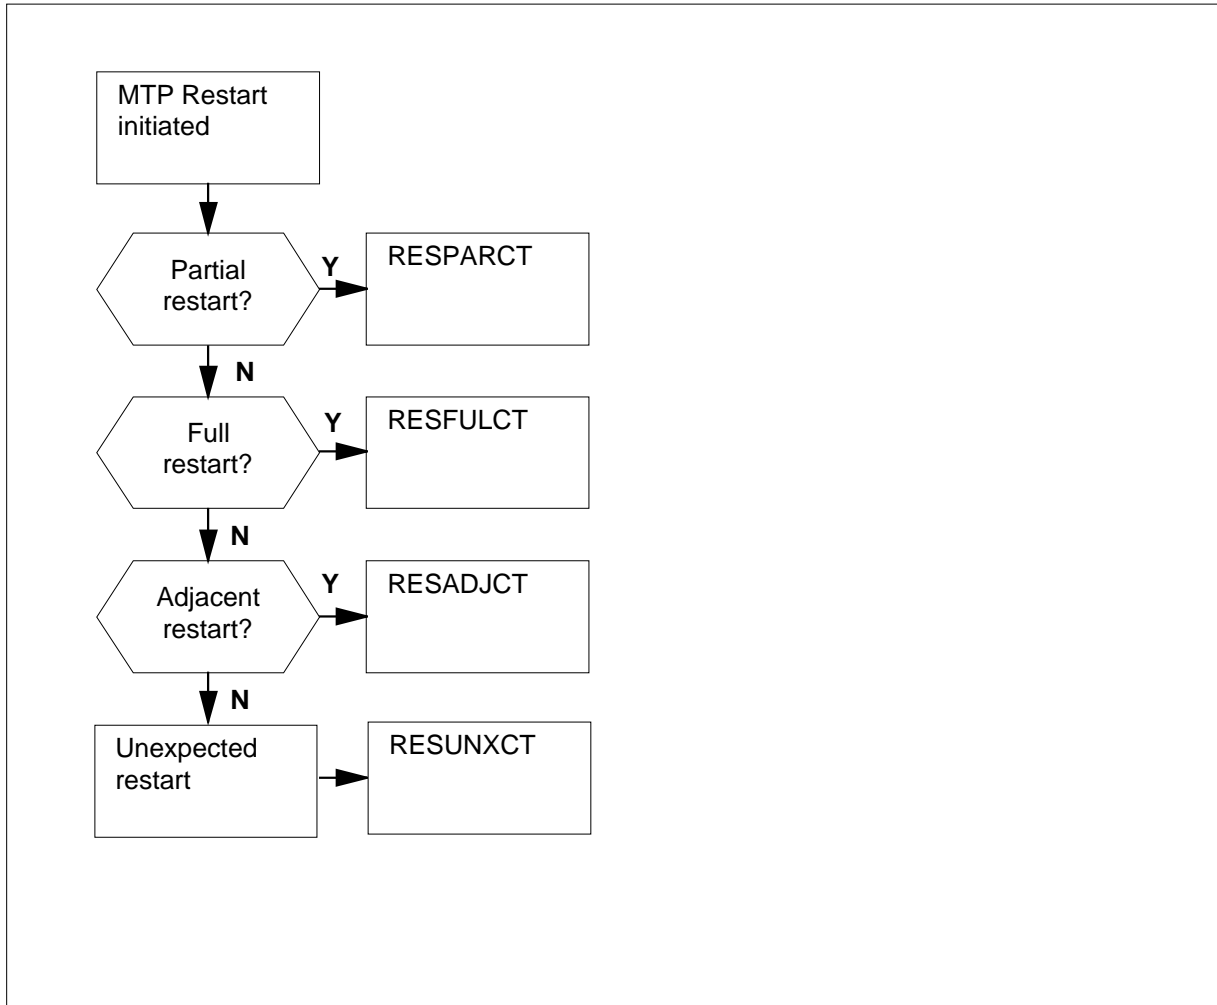 MTP Restart
initiated
Partial
restart?
Y
RESPARCT
N
Full
restart?
Y
RESFULCT
N
Adjacent
restart?
Y
RESADJCT
N
Unexpected
restart
RESUNXCT